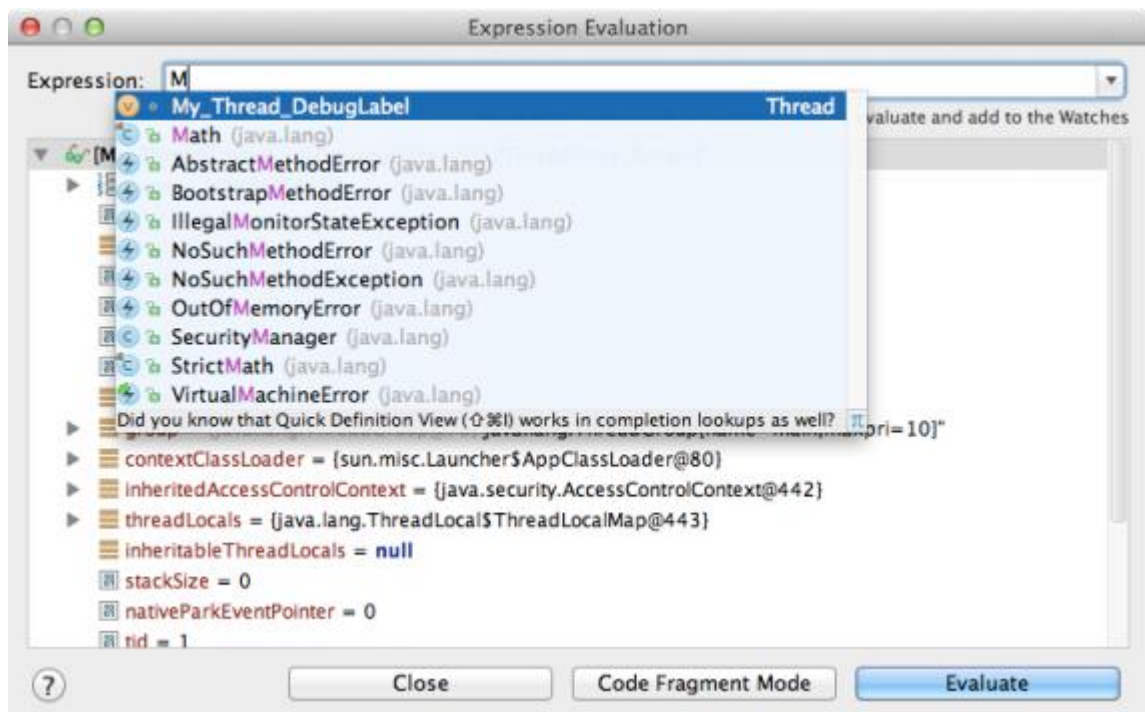 Expression Evaluation
Expression: M
My_Thread_DebugLabel Thread
valuate and add to the Watches
Math (java.lang)
[M
AbstractMethodError (java.lang)
BootstrapMethodError (java.lang)
IllegalMonitorStateException (java.lang)
NoSuchMethodError (java.lang)
NoSuchMethodException (java.lang)
OutOfMemoryError (java.lang)
SecurityManager (java.lang)
StrictMath (java.lang)
VirtualMachineError (java.lang)
Did you know that Quick Definition View (⇧⌘I) works in completion lookups as well? π
pri=10]"
contextClassLoader = {sun.misc.Launcher$AppClassLoader@80}
inheritedAccessControlContext = {java.security.AccessControlContext@442}
threadLocals = {java.lang.ThreadLocal$ThreadLocalMap@443}
inheritableThreadLocals = null
stackSize = 0
nativeParkEventPointer = 0
tid = 1
? Close Code Fragment Mode Evaluate